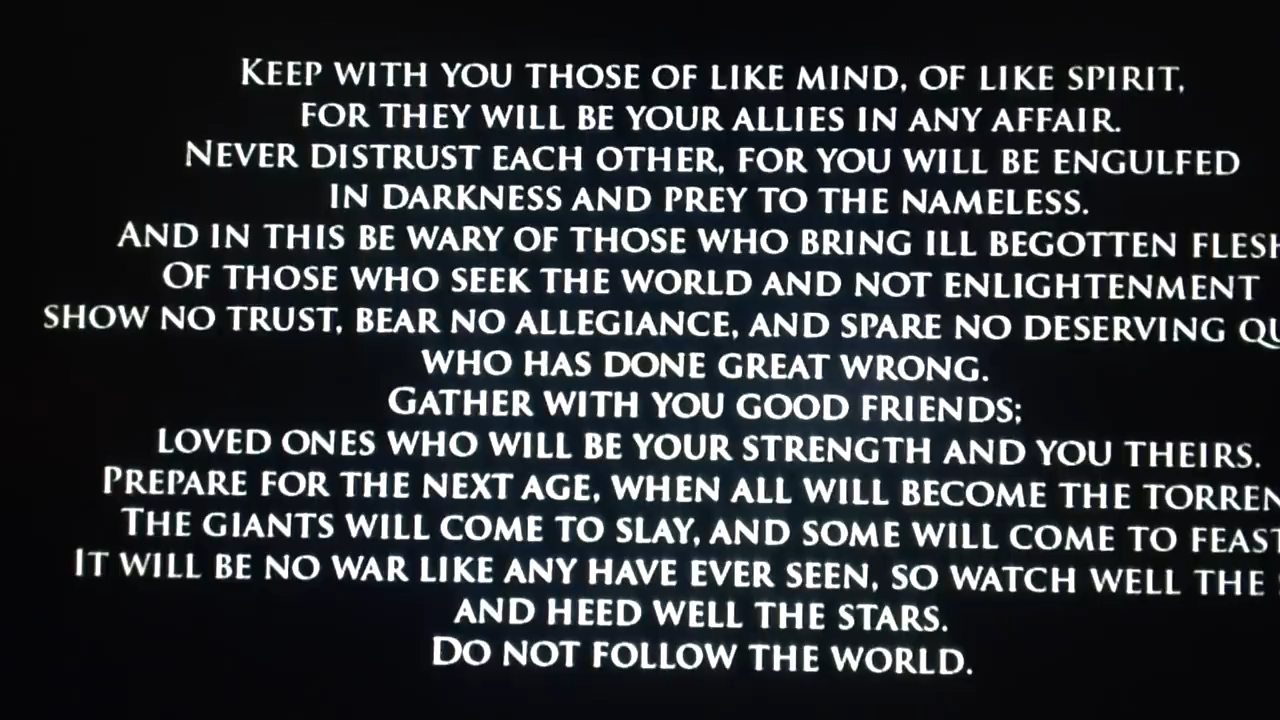 Keep with you those of like mind, of like spirit,
for they will be your allies in any affair.
Never distrust each other, for you will be engulfed
in darkness and prey to the nameless.
And in this be wary of those who bring ill begotten
of those who seek the world and not enlightenment
show no trust, bear no allegiance, and spare no deserving
who has done great wrong.
Gather with you good friends;
loved ones who will be your strength and you theirs.
Prepare for the next age, when all will become the
The giants will come to slay, and some will come to feast
It will be no war like any have ever seen, so watch well the
and heed well the stars.
Do not follow the world.